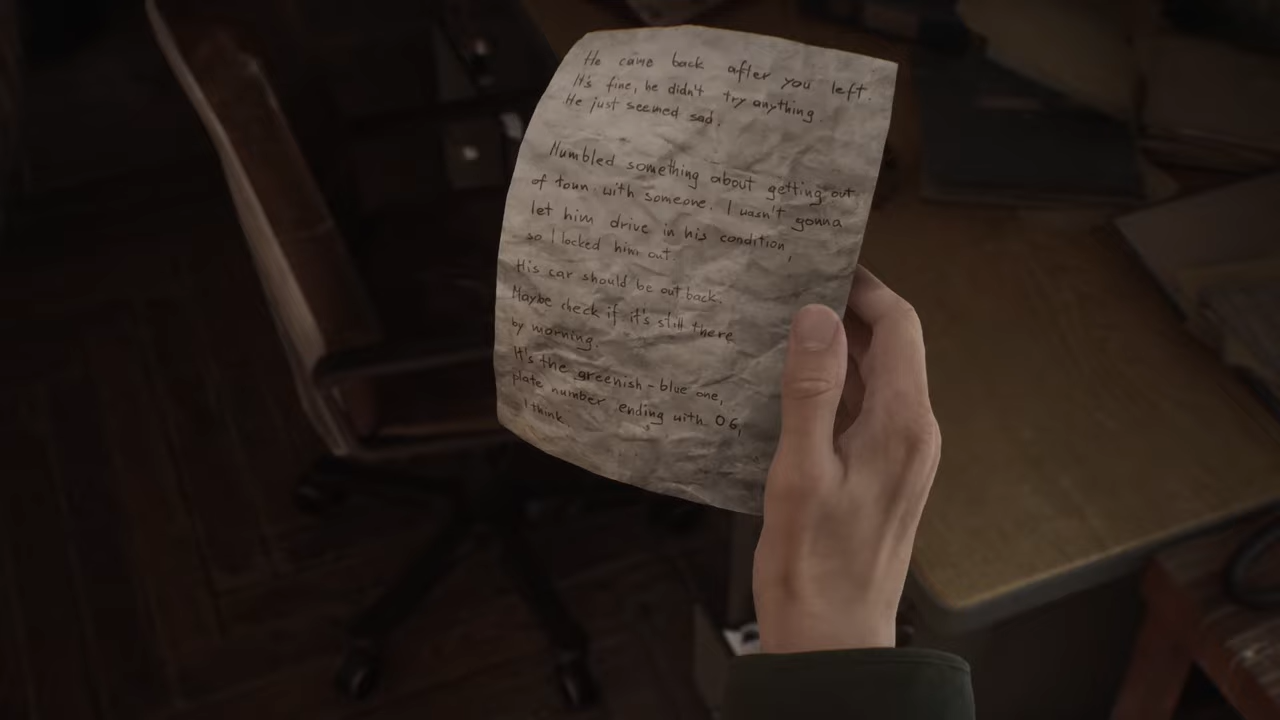 He came back after you left.
It's fine, he didn't try anything.
He just seemed sad.
Numbled something about getting out
of town with someone. I wasn't gonna
let him drive in his condition,
so I locked him out.
His car should be out back.
Maybe check if it's still there
by morning.
It's the greenish-blue one,
plate number ending with 06,
I think.